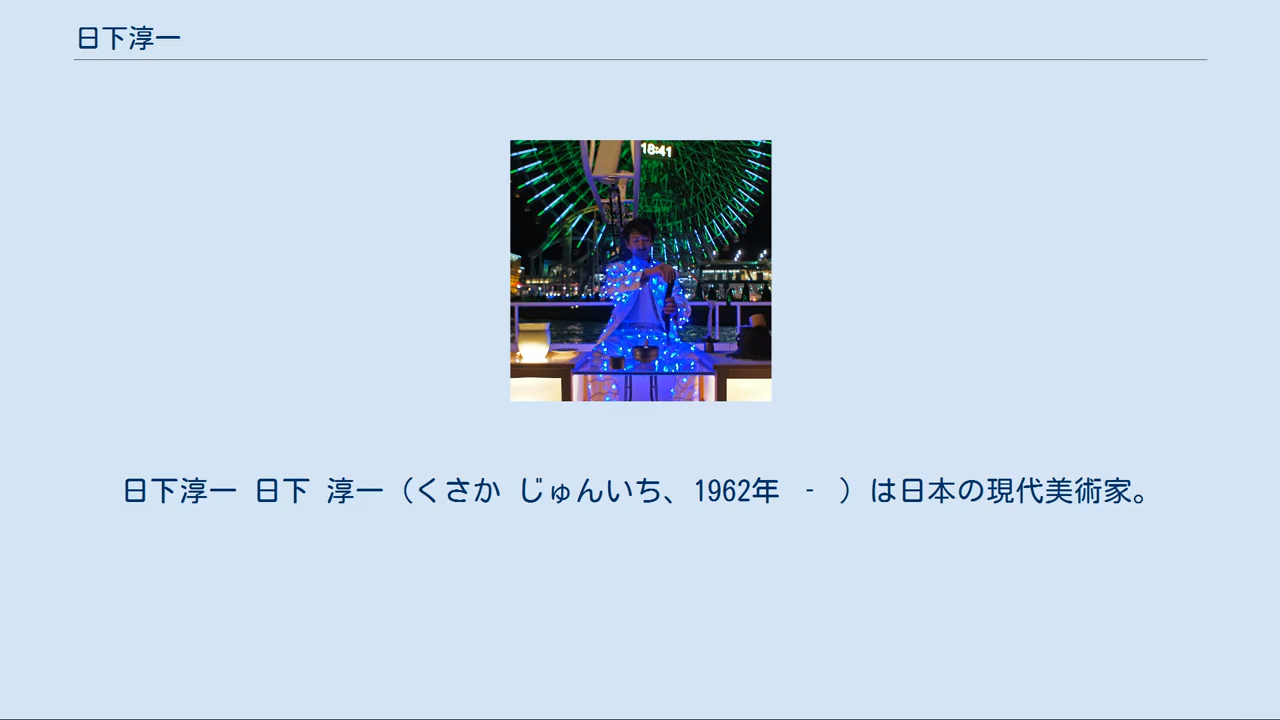 日下淳一
18:41
日下淳一 日下 淳一（くさか じゅんいち、1962年 - ）は日本の現代美術家。